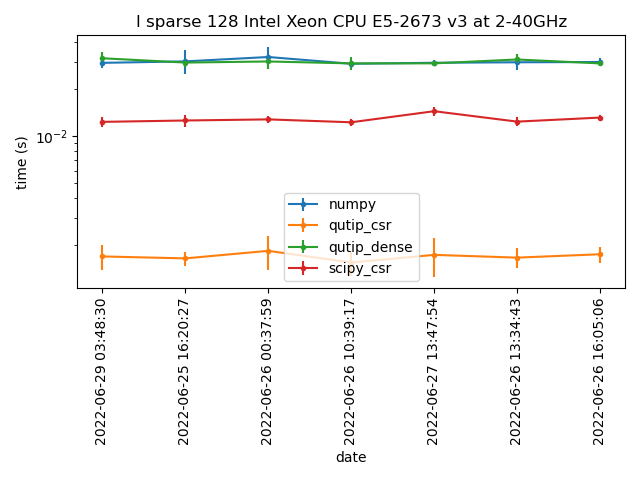 l sparse 128 Intel Xeon CPU E5-2673 v3 at 2-40GHz
time (s)
10^{-2}
numpy
qutip_csr
qutip_dense
scipy_csr
2022-06-29 03:48:30
2022-06-25 16:20:27
2022-06-26 00:37:59
2022-06-26 10:39:17
2022-06-27 13:47:54
2022-06-26 13:34:43
2022-06-26 16:05:06
date